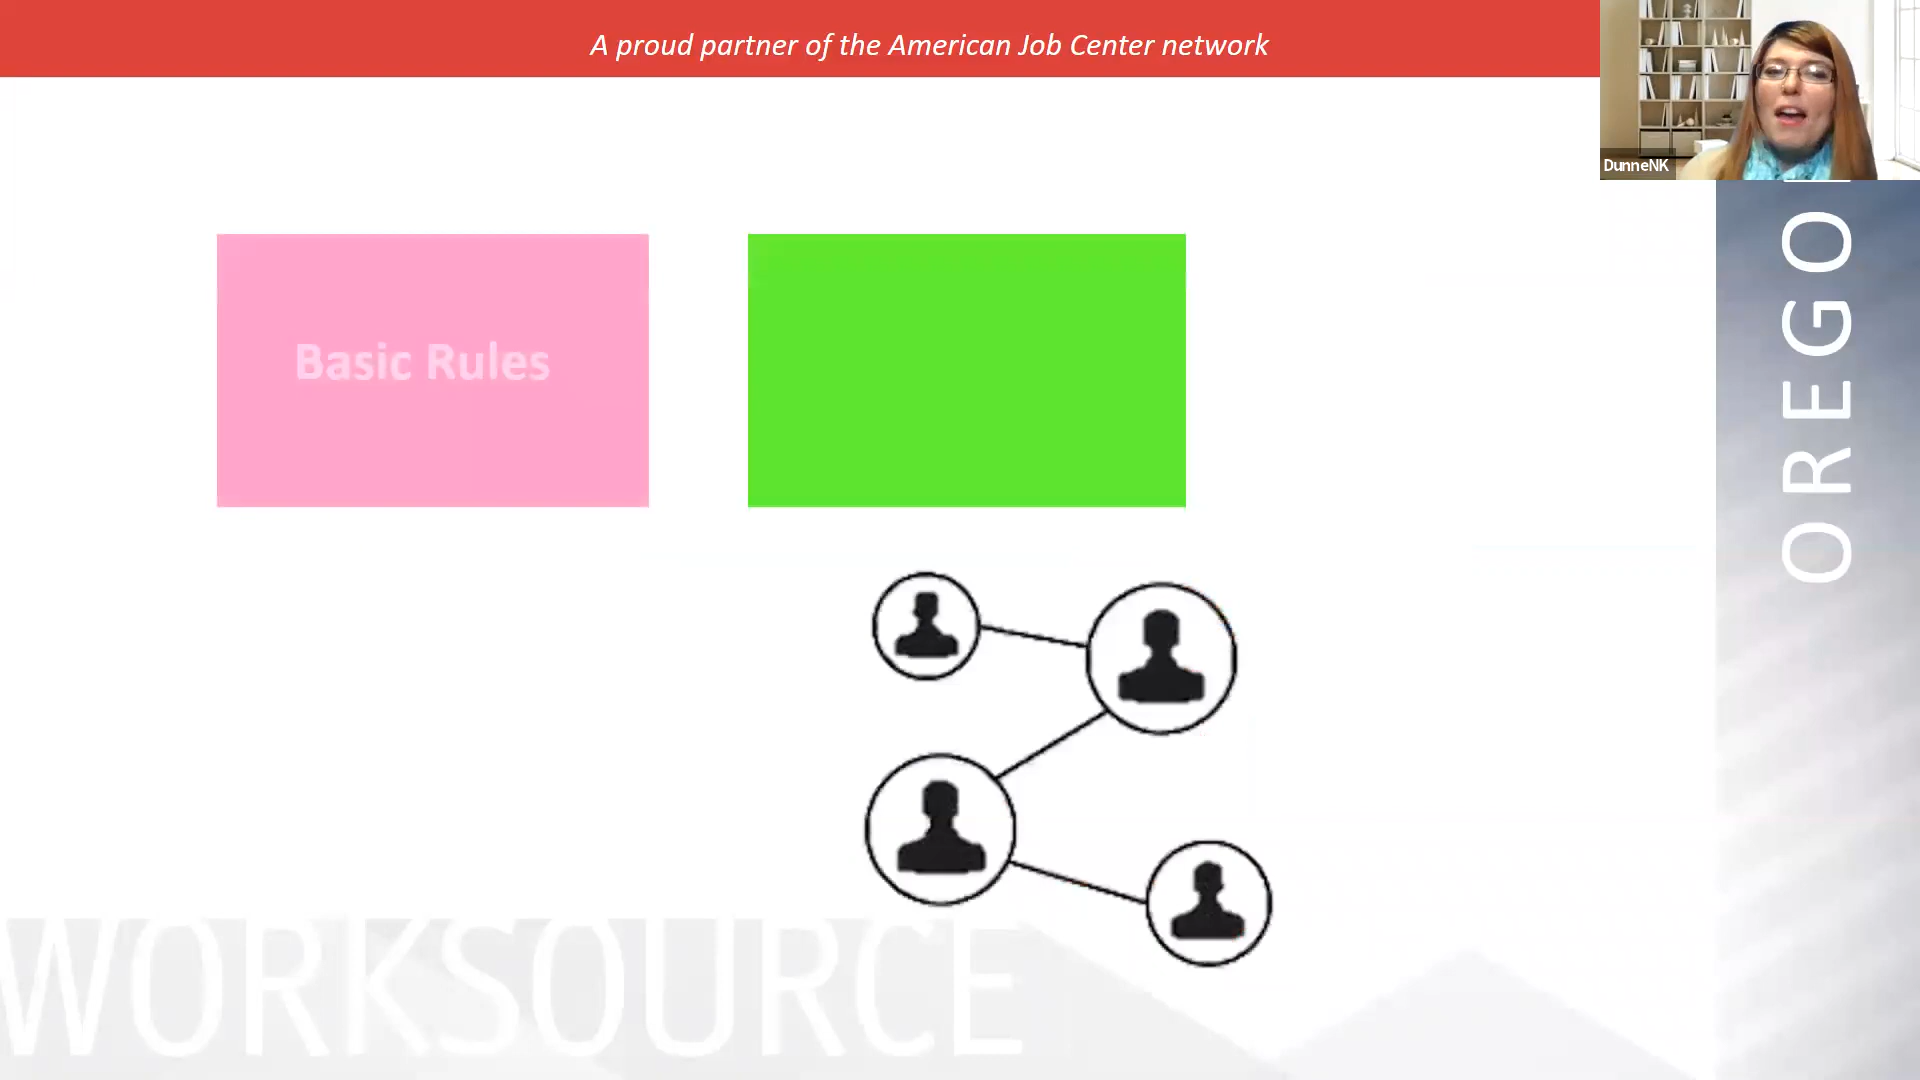 A proud partner of the American Job Center network
DunneNK
Basic Rules
OREGO
WORKSOURCE